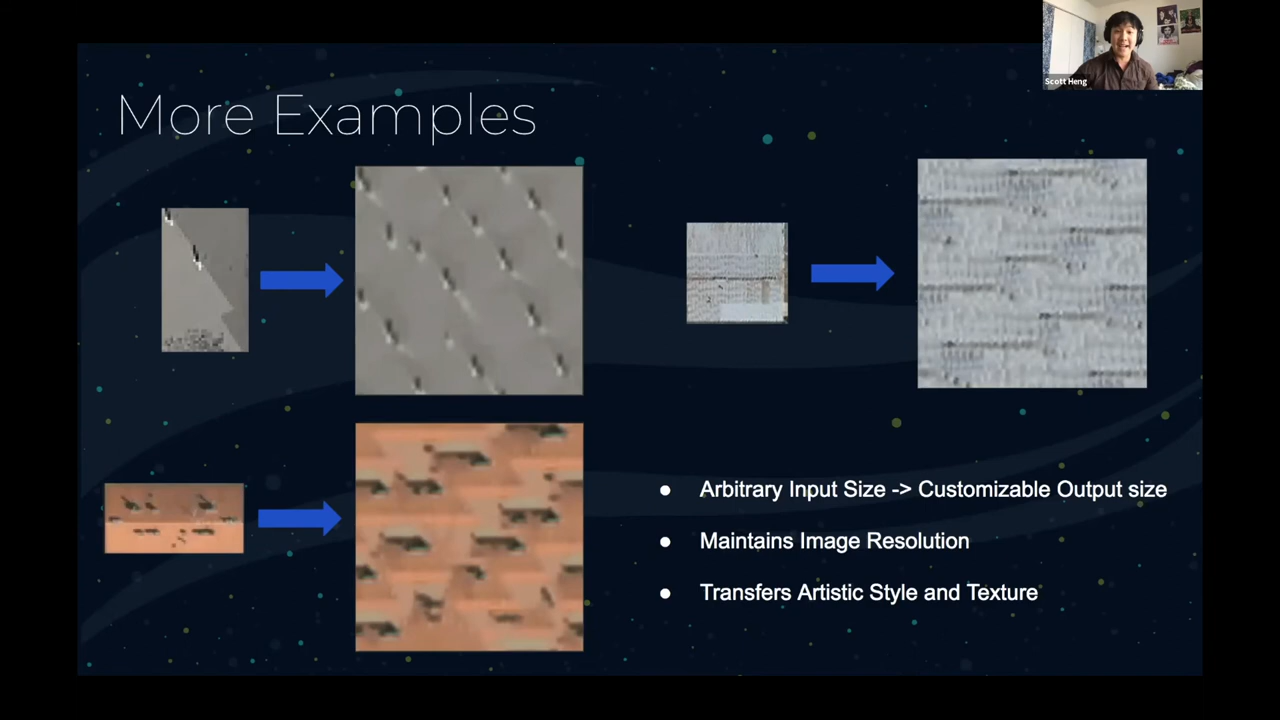 Scott Heng
More Examples
● Arbitrary Input Size -> Customizable Output size
● Maintains Image Resolution
● Transfers Artistic Style and Texture